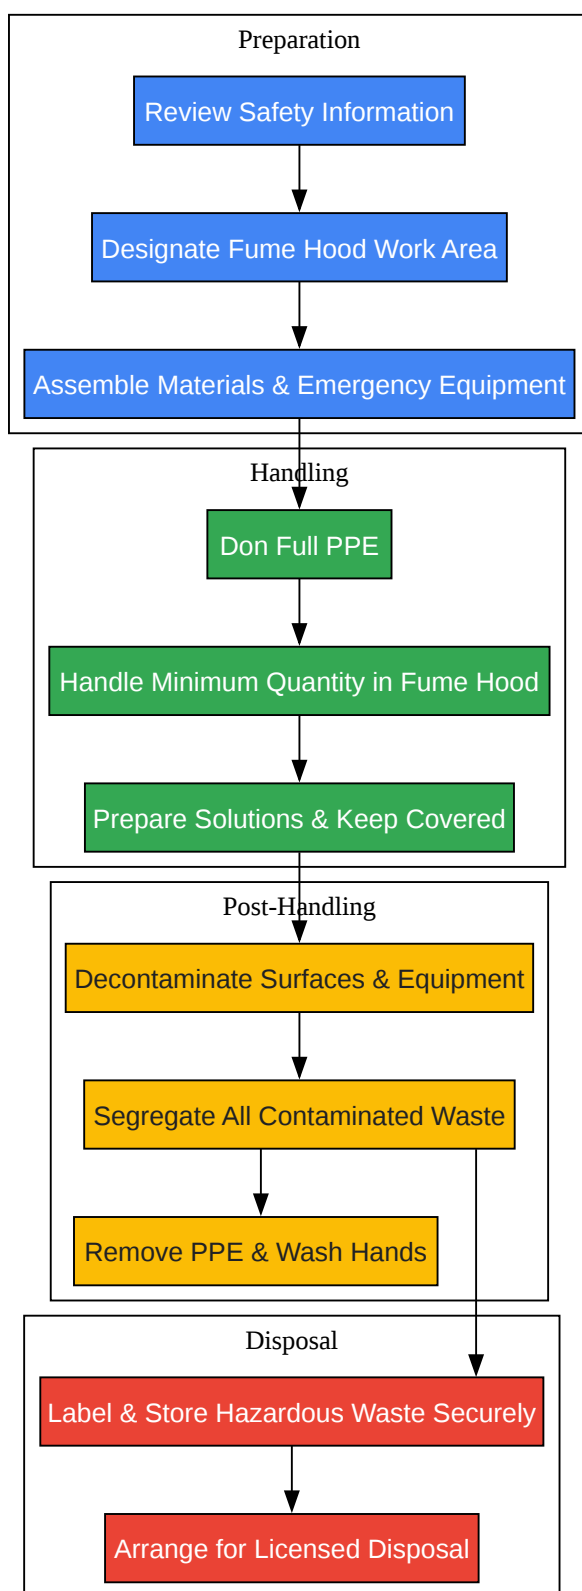 Preparation
Review Safety Information
Designate Fume Hood Work Area
Assemble Materials & Emergency Equipment
Handling
Don Full PPE
Handle Minimum Quantity in Fume Hood
Prepare Solutions & Keep Covered
Post-Handling
Decontaminate Surfaces & Equipment
Segregate All Contaminated Waste
Remove PPE & Wash Hands
Disposal
Label & Store Hazardous Waste Securely
Arrange for Licensed Disposal